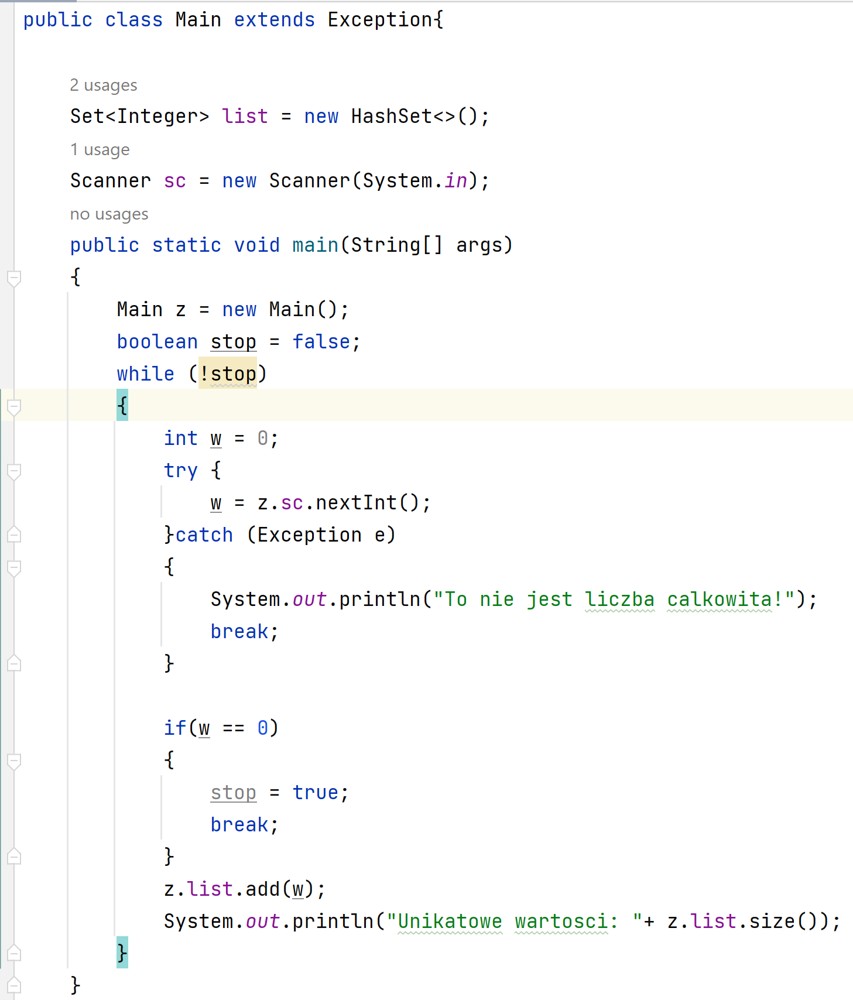 public class Main extends Exception{
2 usages
Set<Integer> list = new HashSet<>();
1 usage
Scanner sc = new Scanner(System.in);
no usages
public static void main(String[] args)
{
Main z = new Main();
boolean stop = false;
while (!stop)
{
int w = 0;
try {
w = z.sc.nextInt();
}catch (Exception e)
{
System.out.println("To nie jest liczba calkowita!");
break;
}
if(w == 0)
{
stop = true;
break;
}
z.list.add(w);
System.out.println("Unikatowe wartosci: "+ z.list.size());
}
}